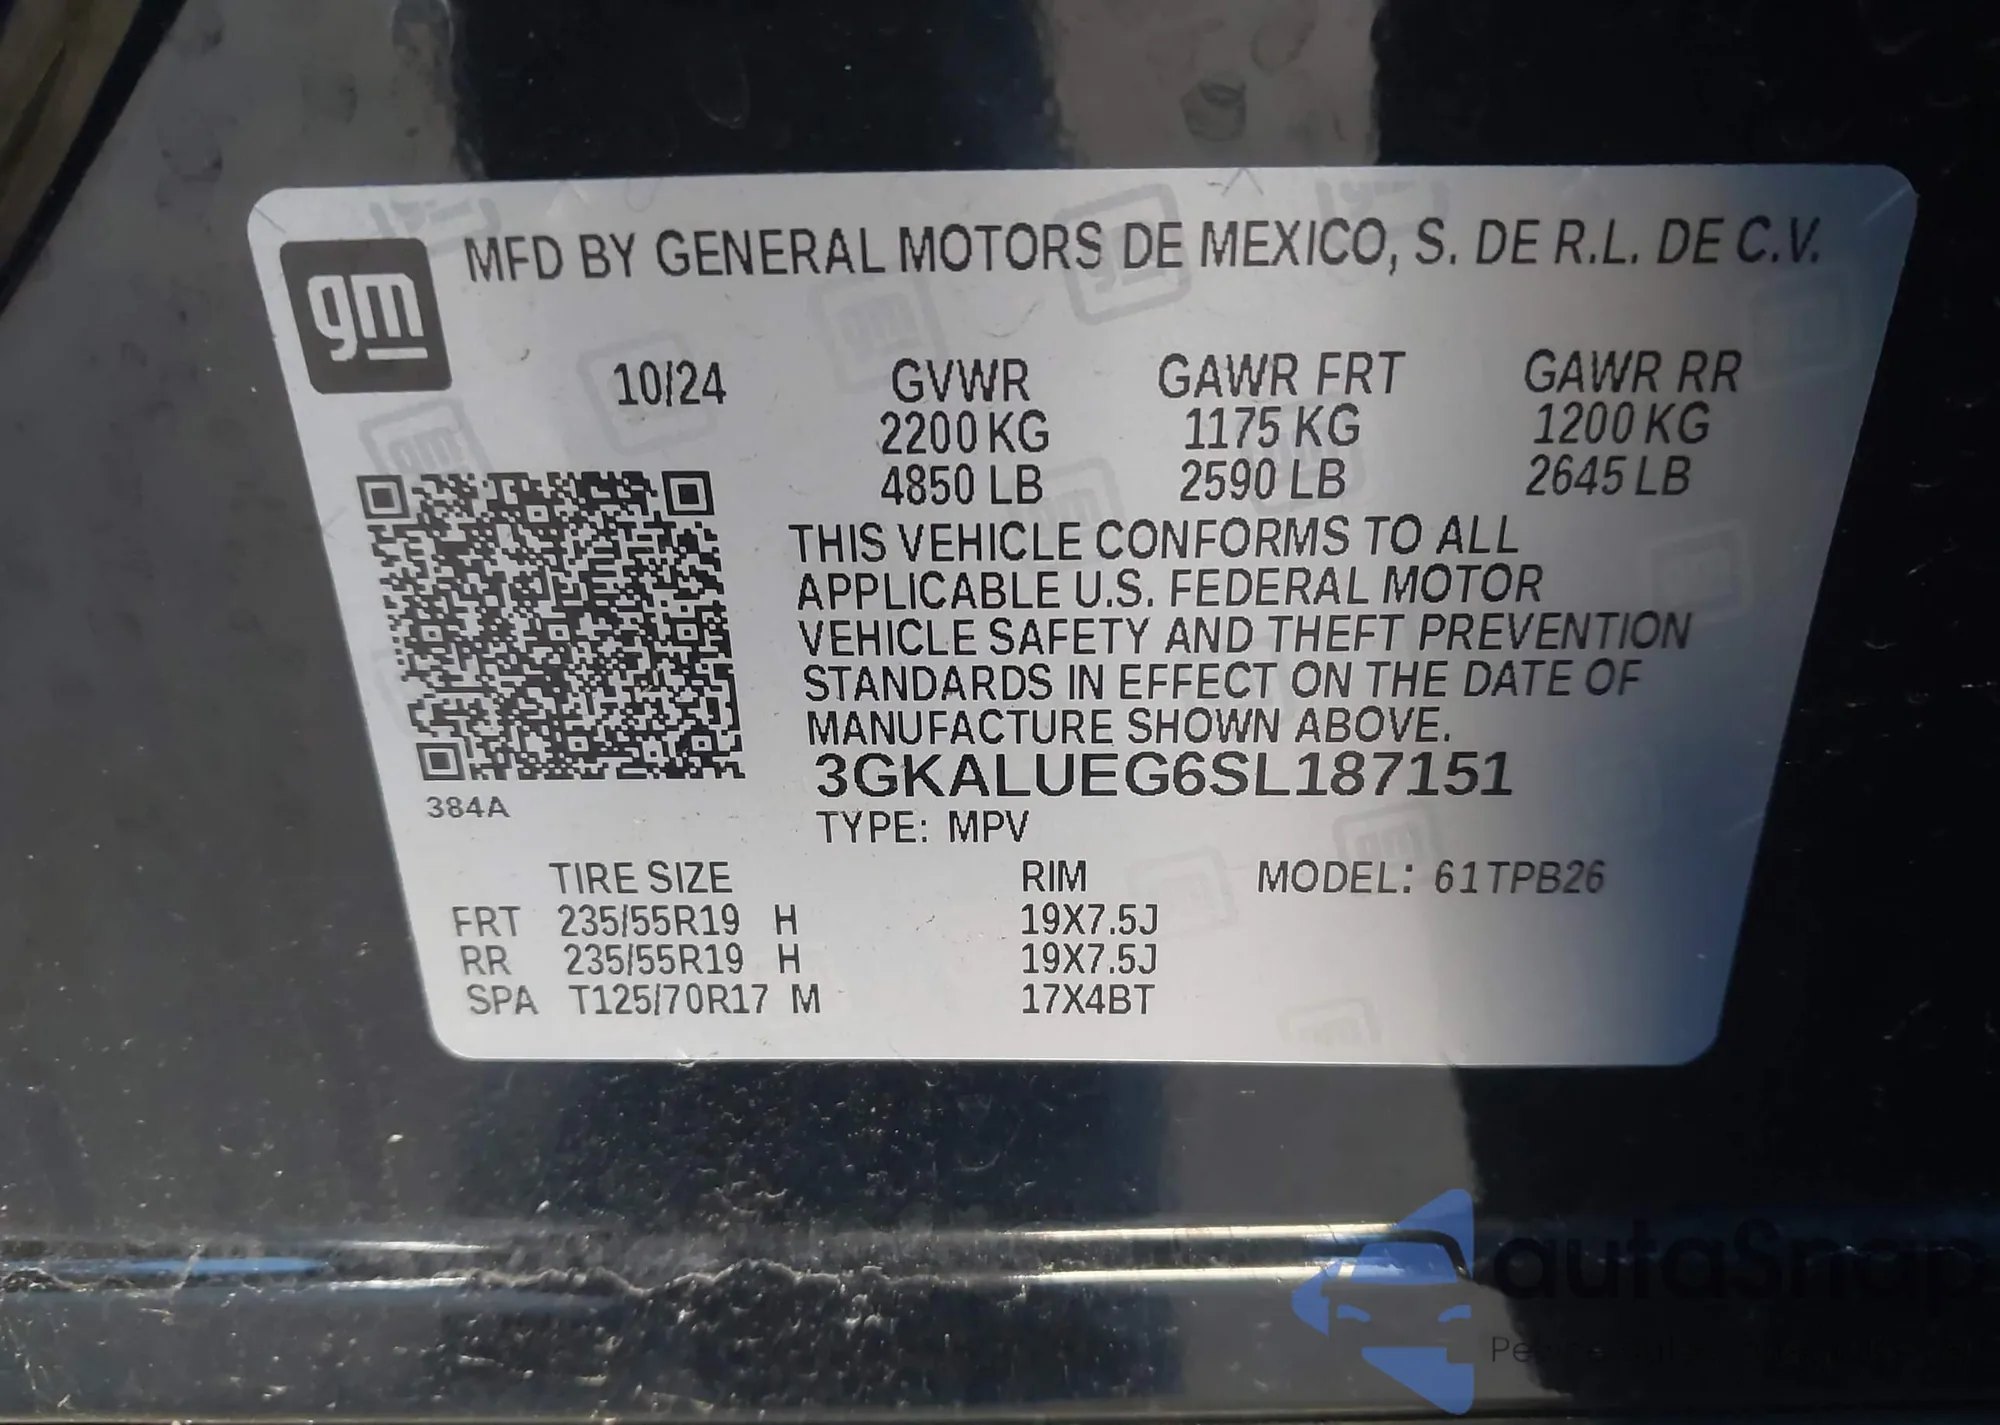 gm
MFD BY GENERAL MOTORS DE MEXICO, S. DE R.L. DE C.V.
10/24 GVWR GAWR FRT GAWR RR
2200 KG 1175 KG 1200 KG
4850 LB 2590 LB 2645 LB
THIS VEHICLE CONFORMS TO ALL
APPLICABLE U.S. FEDERAL MOTOR
VEHICLE SAFETY AND THEFT PREVENTION
STANDARDS IN EFFECT ON THE DATE OF
MANUFACTURE SHOWN ABOVE.
3GKALUEG6SL187151
384A
TYPE: MPV
TIRE SIZE RIM MODEL: 61TPB26
FRT 235/55R19 H 19X7.5J
RR 235/55R19 H 19X7.5J
SPA T125/70R17 M 17X4BT
autaSnap